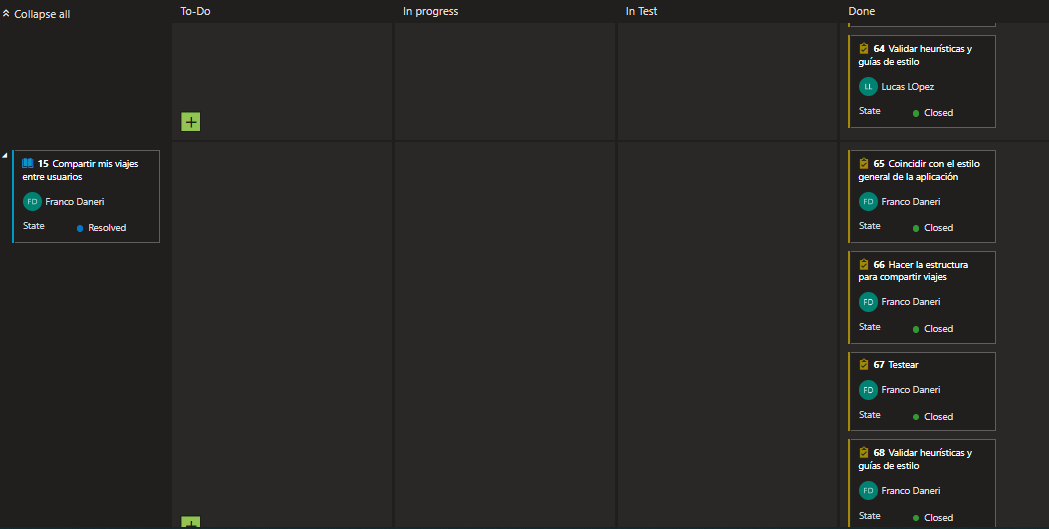 Collapse all
To-Do
In progress
In Test
Done
64 Validar heurísticas y
guías de estilo
LL Lucas LOpez
State Closed
15 Compartir mis viajes
entre usuarios
FD Franco Daneri
State Resolved
65 Coincidir con el estilo
general de la aplicación
FD Franco Daneri
State Closed
66 Hacer la estructura
para compartir viajes
FD Franco Daneri
State Closed
67 Testear
FD Franco Daneri
State Closed
68 Validar heurísticas y
guías de estilo
FD Franco Daneri
State Closed